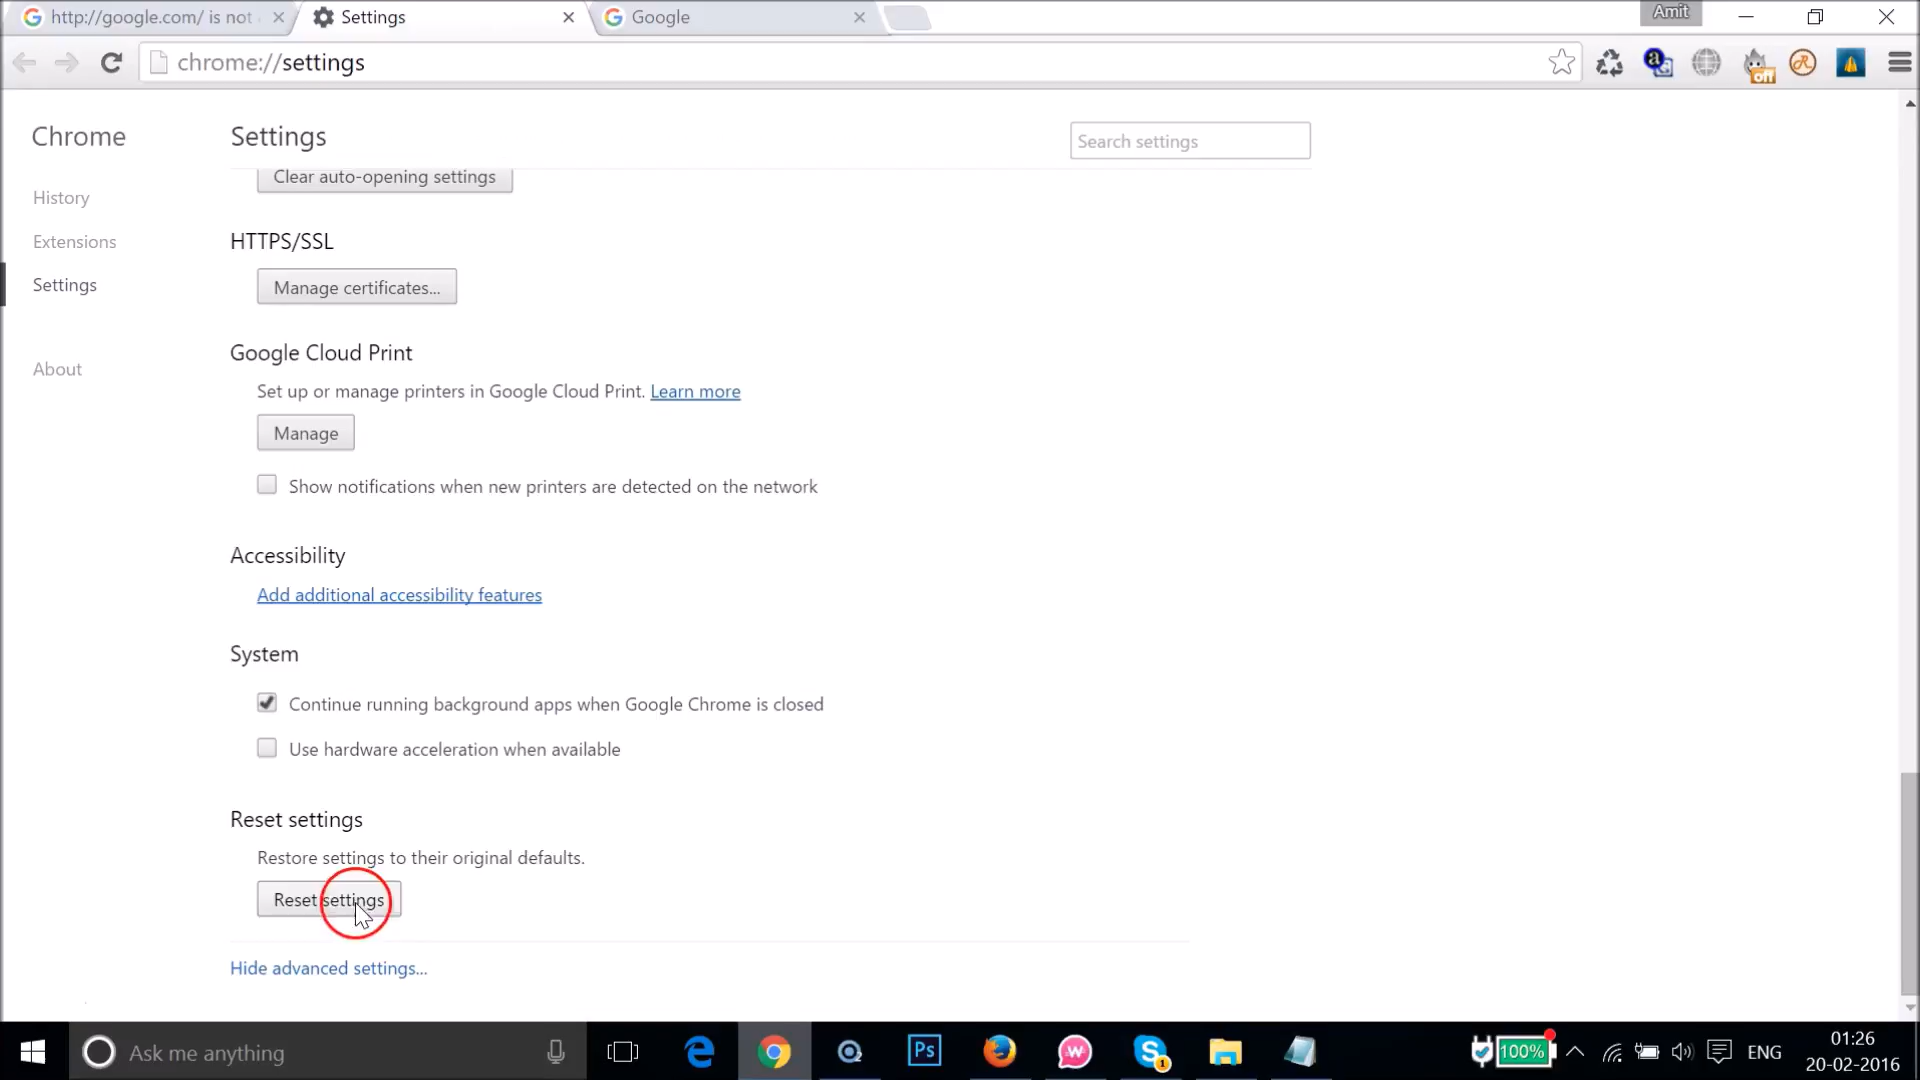 http://google.com/ is not a
Settings
Google
Amit
chrome://settings
off
Chrome
Settings
Search settings
History
Extensions
Settings
About
Clear auto-opening settings
HTTPS/SSL
Manage certificates...
Google Cloud Print
Set up or manage printers in Google Cloud Print. Learn more
Manage
Show notifications when new printers are detected on the network
Accessibility
Add additional accessibility features
System
Continue running background apps when Google Chrome is closed
Use hardware acceleration when available
Reset settings
Restore settings to their original defaults.
Reset settings
Hide advanced settings...
Ask me anything
Ps
1
100%
ENG
01:26
20-02-2016